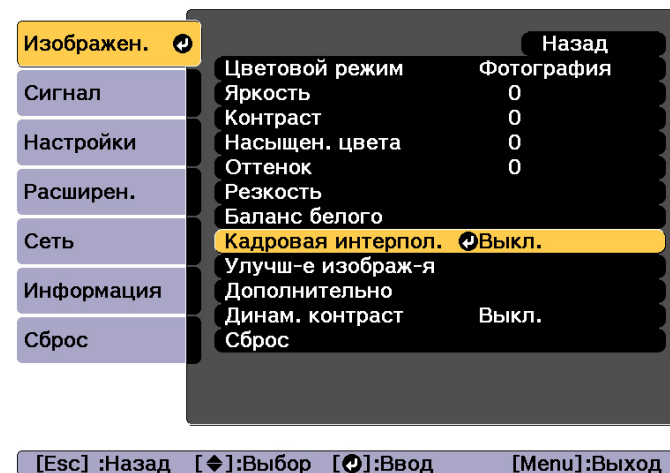 Изображен.
Сигнал
Настройки
Расширен.
Сеть
Информация
Сброс
Назад
Цветовой режим Фотография
Яркость 0
Контраст 0
Насыщен. цвета 0
Оттенок 0
Резкость
Баланс белого
Кадровая интерпол. Выкл.
Улучш-е изображ-я
Дополнительно
Динам. контраст Выкл.
Сброс
[Esc] :Назад [◆]:Выбор [↵]:Ввод [Menu]:Выход